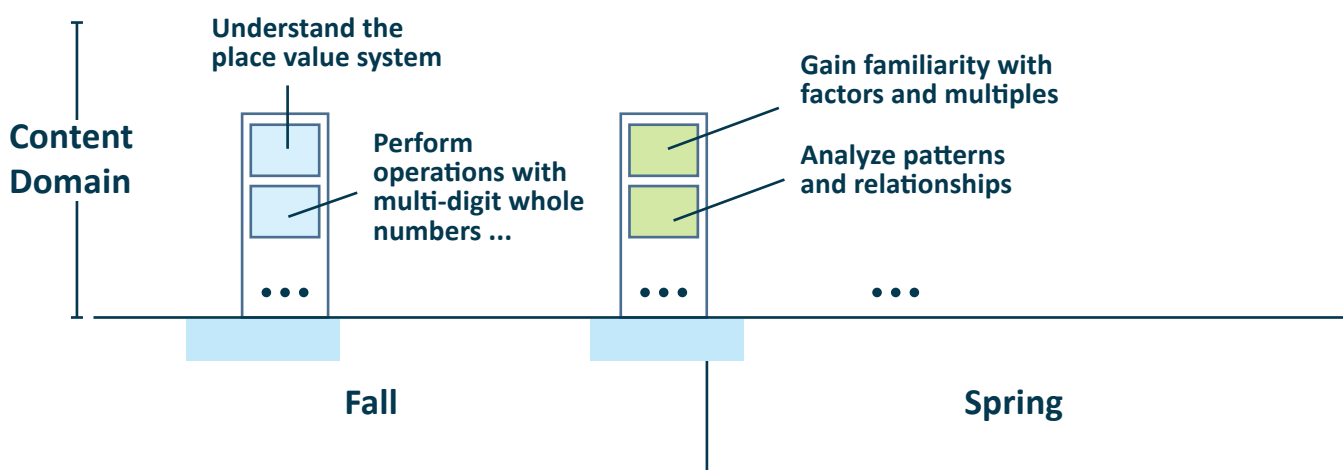 Understand the
place value system
Gain familiarity with
factors and multiples
Content
Domain
Perform
operations with
multi-digit whole
numbers ...
Analyze patterns
and relationships
•••
•••
•••
Fall
Spring